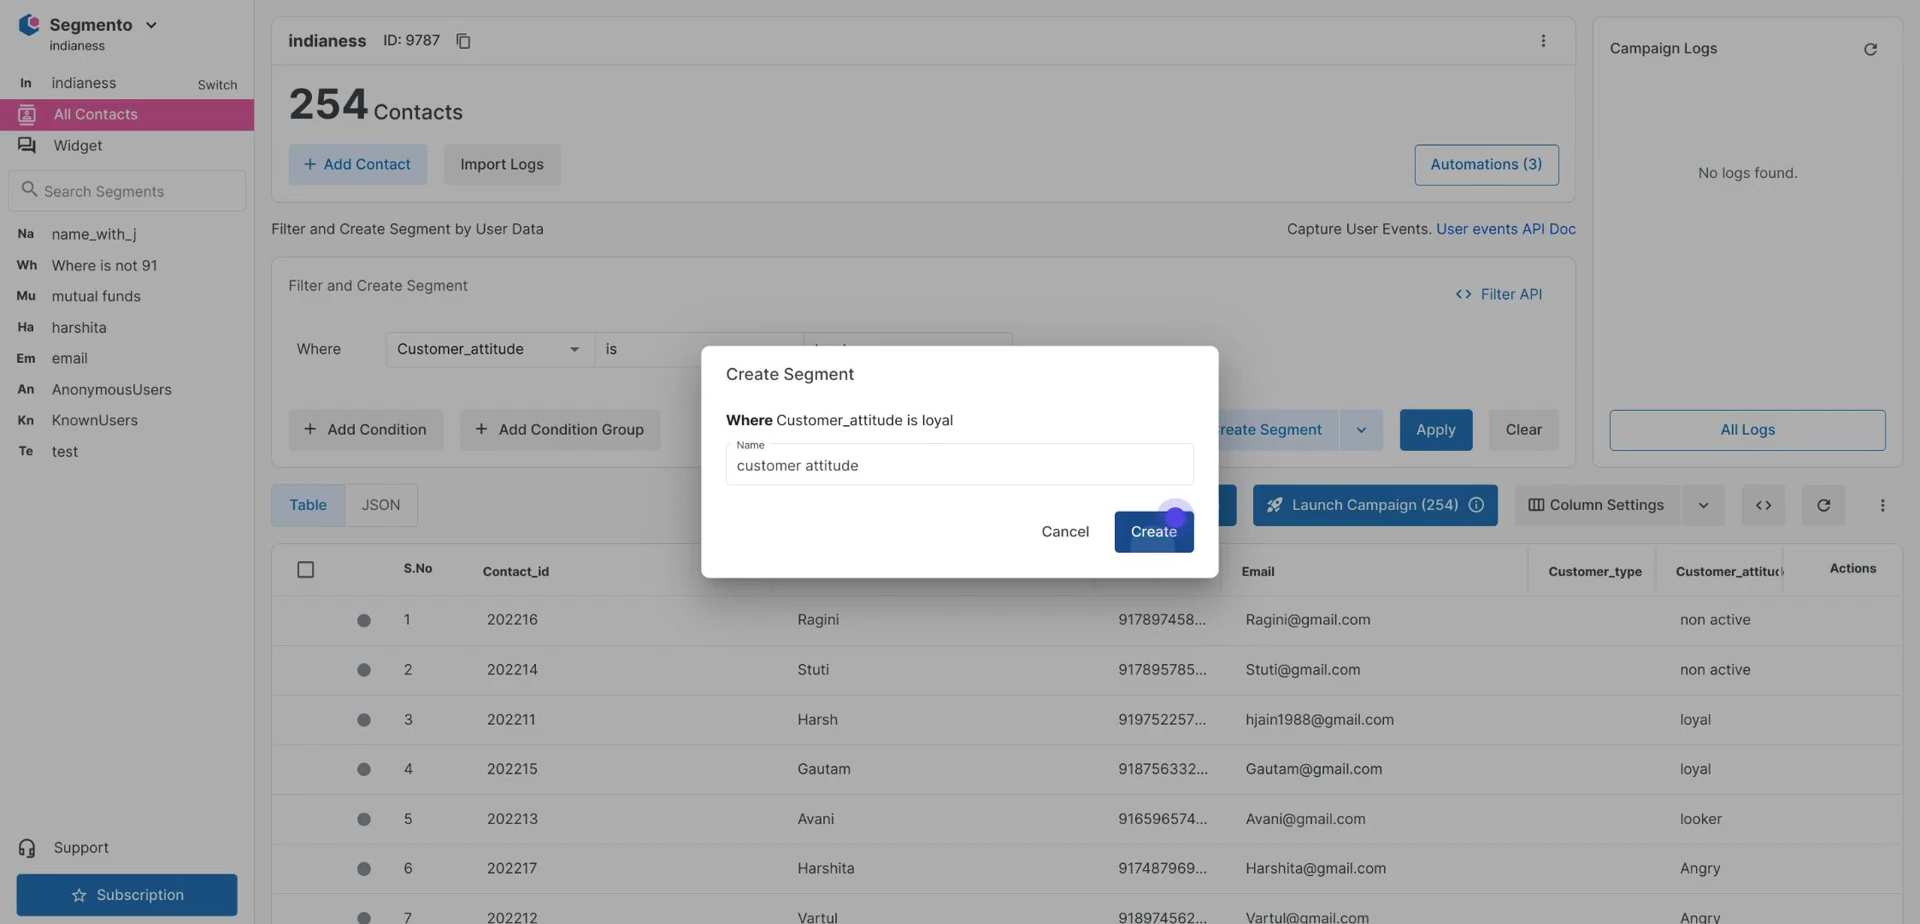 Segmento
indianess
In indianess Switch
All Contacts
Widget
Search Segments
Na name_with_j
Wh Where is not 91
Mu mutual funds
Ha harshita
Em email
An AnonymousUsers
Kn KnownUsers
Te test
Support
Subscription
indianess ID: 9787
254 Contacts
+ Add Contact
Import Logs
Automations (3)
Filter and Create Segment by User Data
Capture User Events. User events API Doc
Filter and Create Segment
<> Filter API
Where Customer_attitude is
+ Add Condition
+ Add Condition Group
Create Segment
Apply
Clear
Campaign Logs
No logs found.
All Logs
Create Segment
Where Customer_attitude is loyal
Name
customer attitude
Cancel
Create
Table JSON
Launch Campaign (254)
Column Settings
<>
S.No Contact_id Email Customer_type Customer_attitud Actions
1 202216 Ragini 917897458... Ragini@gmail.com non active
2 202214 Stuti 917895785... Stuti@gmail.com non active
3 202211 Harsh 919752257... hjain1988@gmail.com loyal
4 202215 Gautam 918756332... Gautam@gmail.com loyal
5 202213 Avani 916596574... Avani@gmail.com looker
6 202217 Harshita 917487969... Harshita@gmail.com Angry
7 202212 Vartul 918974562... Vartul@gmail.com Angry